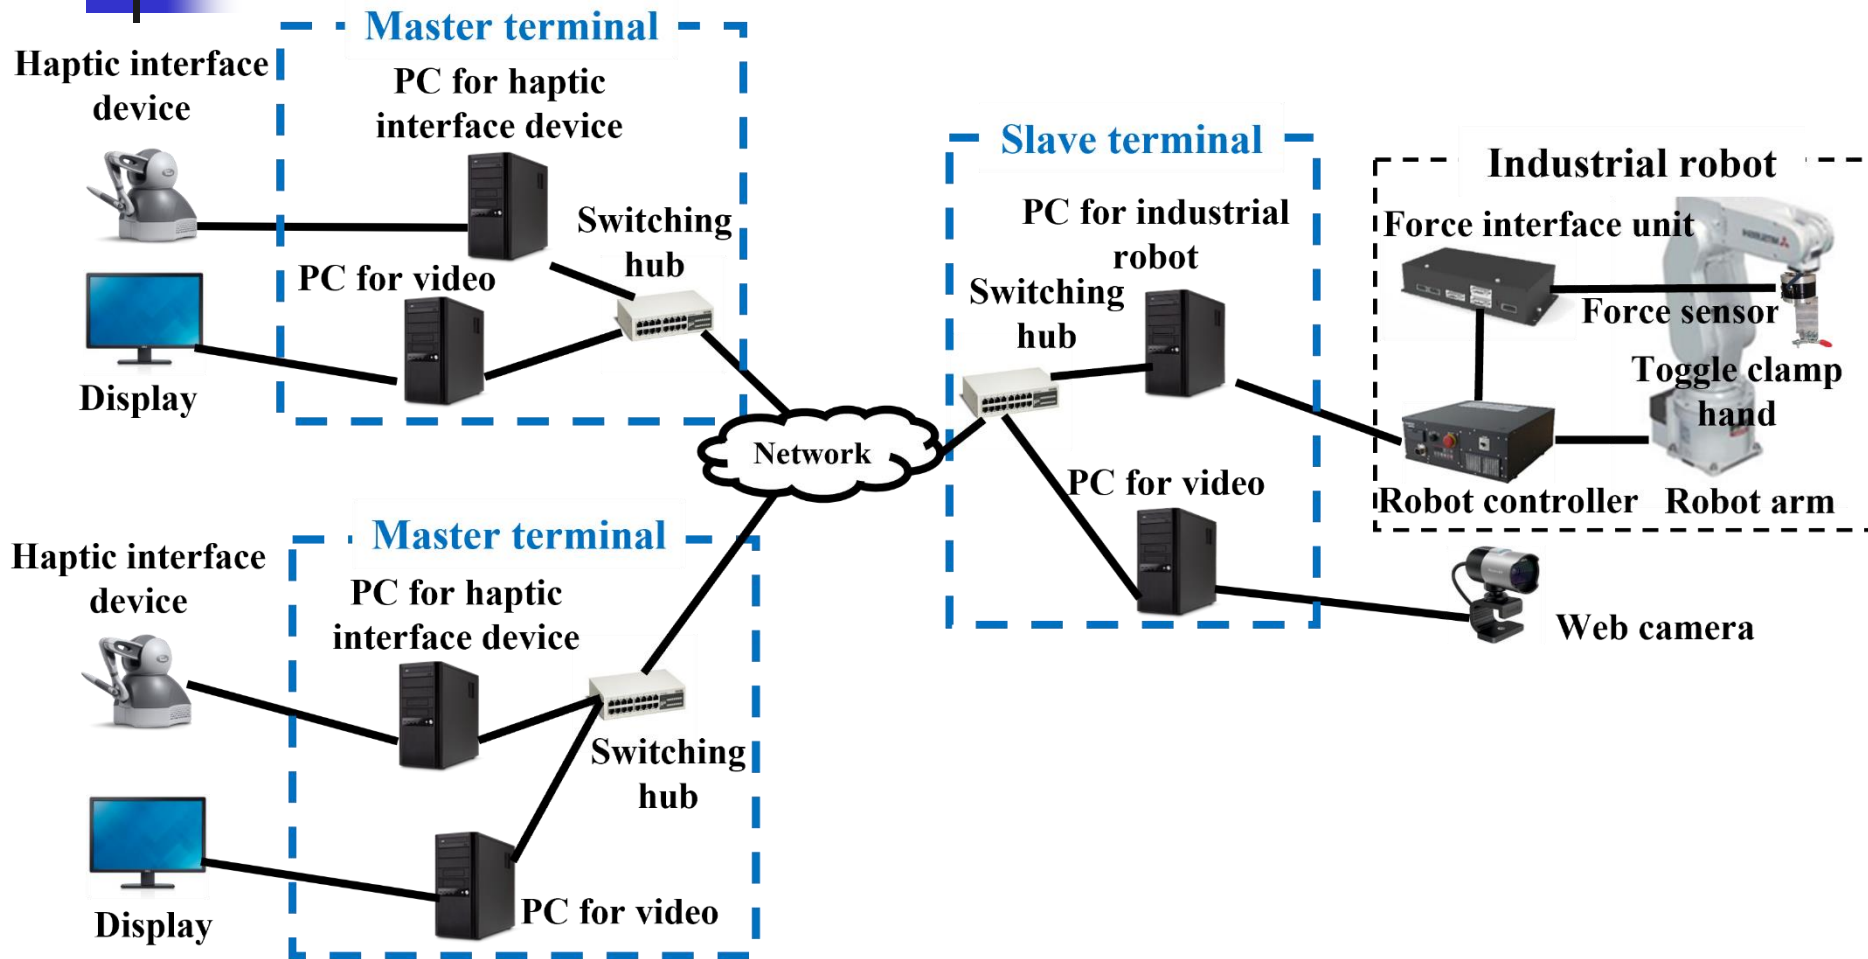 Master terminal
Haptic interface
device
PC for haptic
interface device
Switching
hub
PC for video
Display
Network
Slave terminal
PC for industrial
robot
Switching
hub
PC for video
Industrial robot
Force interface unit
Force sensor
Toggle clamp
hand
Robot controller
Robot arm
Web camera
Master terminal
Haptic interface
device
PC for haptic
interface device
Switching
hub
PC for video
Display